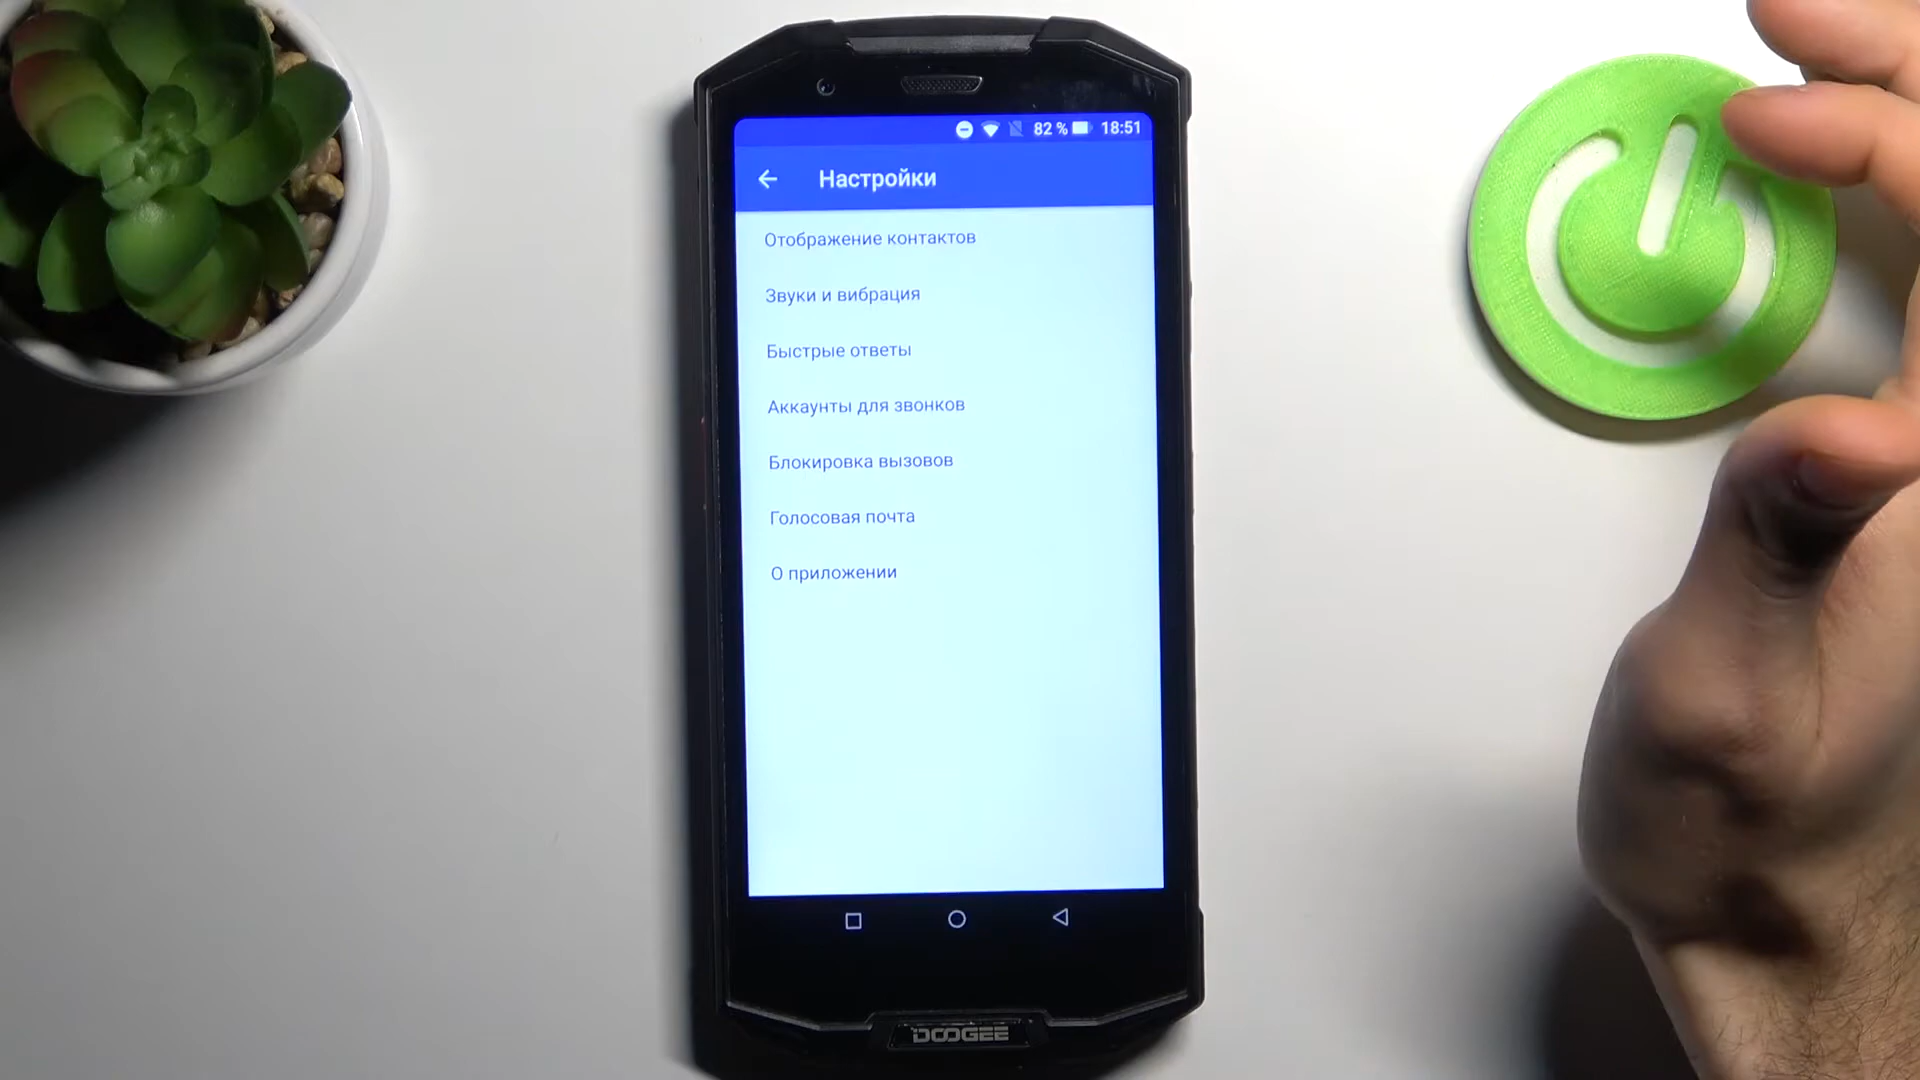 82 % 18:51
Настройки
Отображение контактов
Звуки и вибрация
Быстрые ответы
Аккаунты для звонков
Блокировка вызовов
Голосовая почта
О приложении
DOOGEE